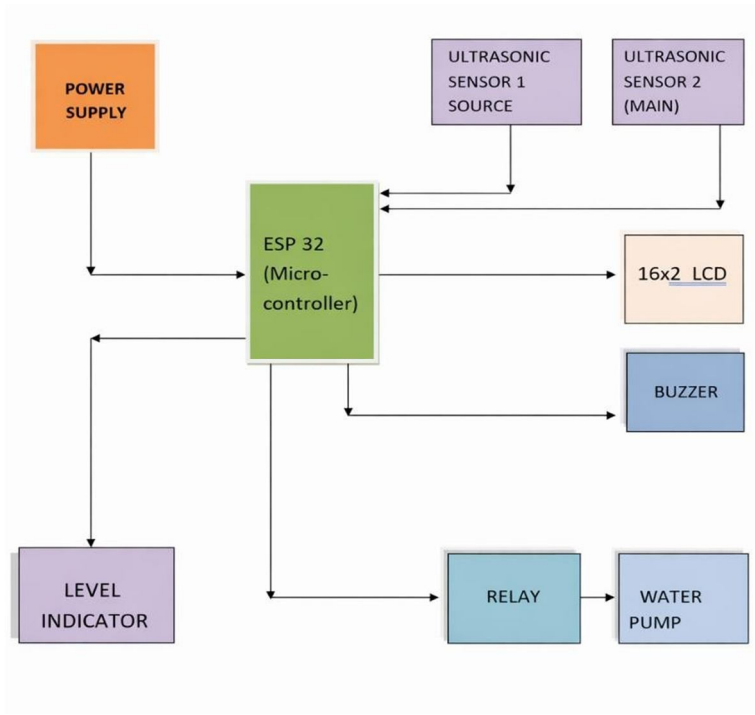 POWER
SUPPLY
ULTRASONIC
SENSOR 1
SOURCE
ULTRASONIC
SENSOR 2
(MAIN)
ESP 32
(Micro-
controller)
16x2 LCD
BUZZER
LEVEL
INDICATOR
RELAY
WATER
PUMP